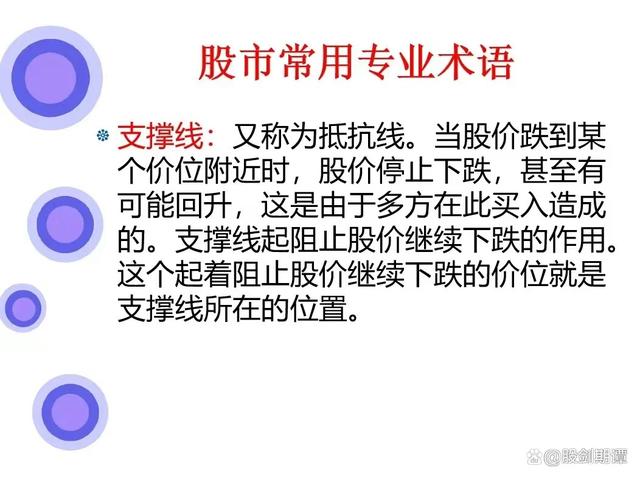 股市常用专业术语
支撑线：又称为抵抗线。当股价跌到某
个价位附近时，股价停止下跌，甚至有
可能回升，这是由于多方在此买入造成
的。支撑线起阻止股价继续下跌的作用。
这个起着阻止股价继续下跌的价位就是
支撑线所在的位置。
@股剑期谭